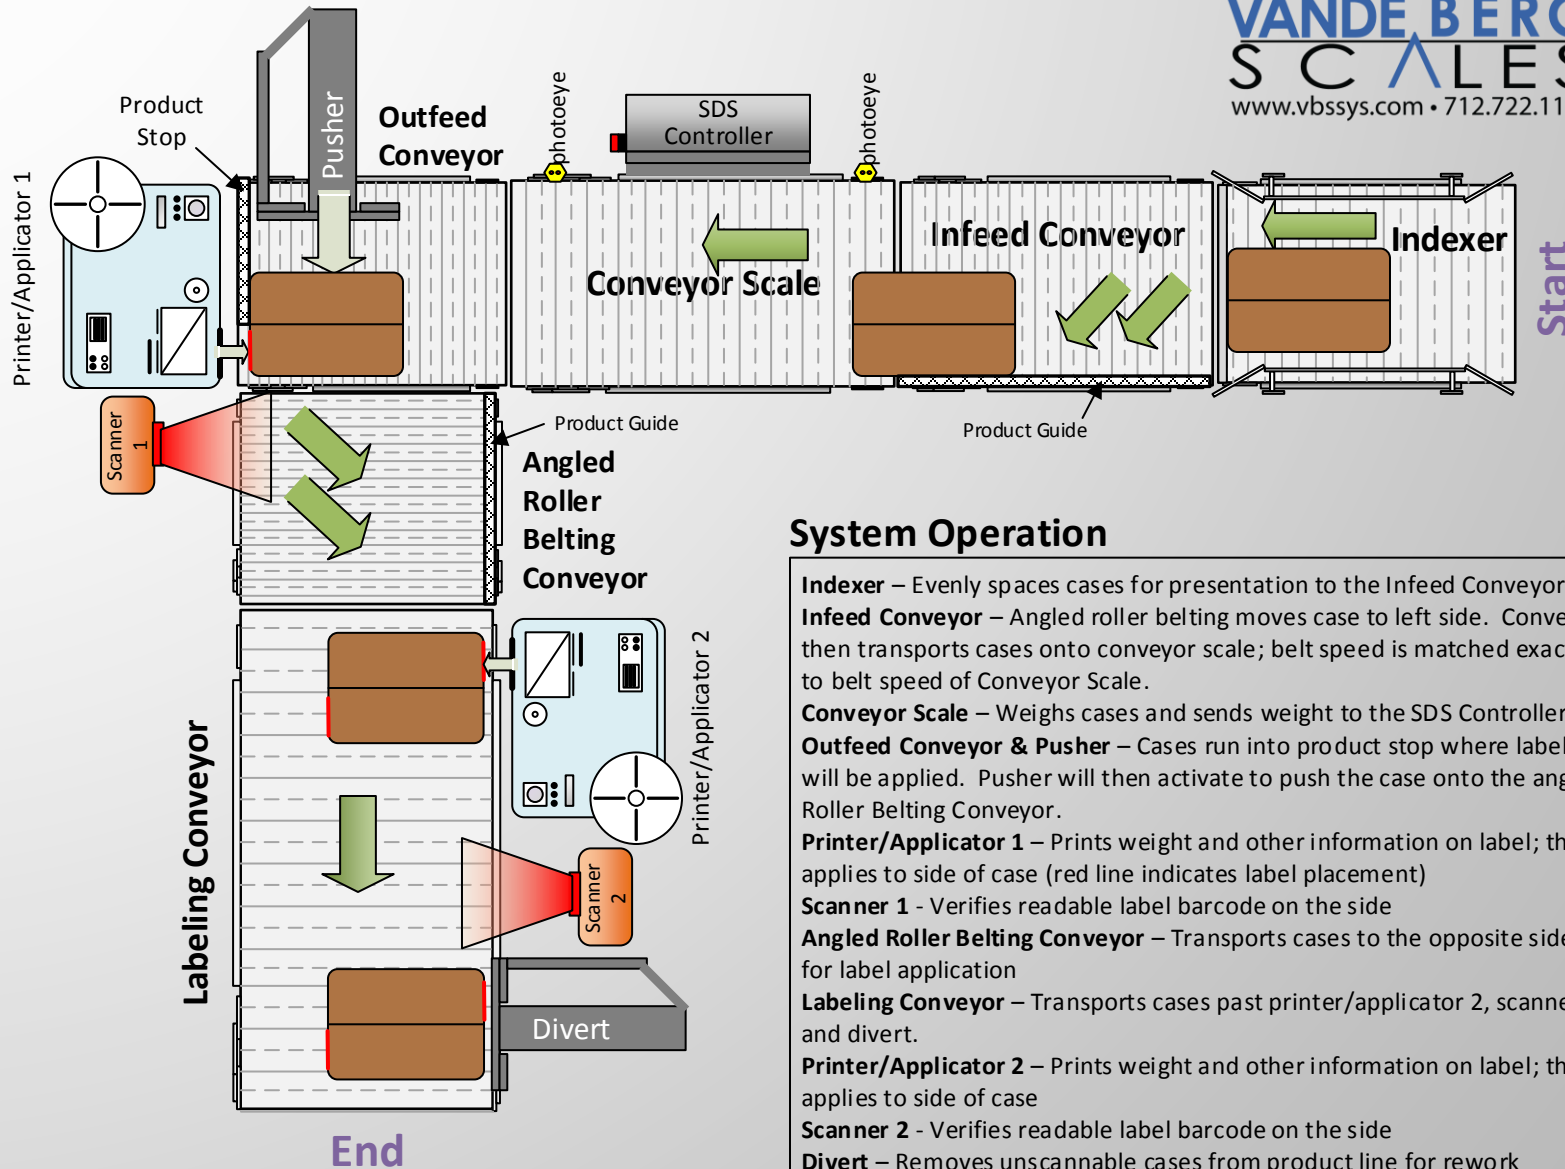 VANDE BERG
SCALES
www.vbssys.com • 712.722.11
Product
Stop
Pusher
Outfeed
Conveyor
photoeye
SDS
Controller
photoeye
Printer/Applicator 1
Conveyor Scale
Infeed Conveyor
Indexer
Start
Scanner
1
Product Guide
Product Guide
Angled
Roller
Belting
Conveyor
Labeling Conveyor
Printer/Applicator 2
Scanner
2
Divert
End
System Operation
Indexer – Evenly spaces cases for presentation to the Infeed Conveyor
Infeed Conveyor – Angled roller belting moves case to left side. Conve
then transports cases onto conveyor scale; belt speed is matched exac
to belt speed of Conveyor Scale.
Conveyor Scale – Weighs cases and sends weight to the SDS Controller
Outfeed Conveyor & Pusher – Cases run into product stop where label
will be applied. Pusher will then activate to push the case onto the ang
Roller Belting Conveyor.
Printer/Applicator 1 – Prints weight and other information on label; th
applies to side of case (red line indicates label placement)
Scanner 1 - Verifies readable label barcode on the side
Angled Roller Belting Conveyor – Transports cases to the opposite side
for label application
Labeling Conveyor – Transports cases past printer/applicator 2, scanne
and divert.
Printer/Applicator 2 – Prints weight and other information on label; th
applies to side of case
Scanner 2 - Verifies readable label barcode on the side
Divert – Removes unscannable cases from product line for rework